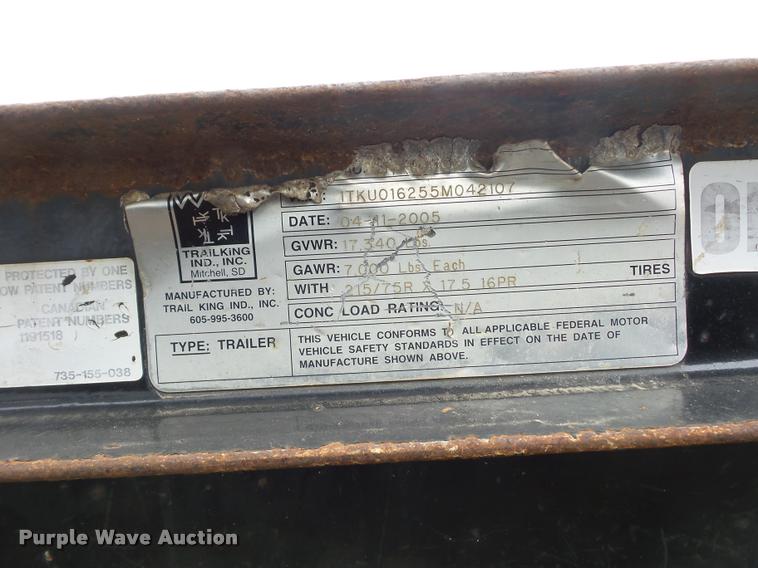 1TKU016255M042107
DATE: 04-11-2005
GVWR: 17,340 Lbs.
GAWR: 7,000 Lbs. Each
WITH 215/75R X 17.5 16PR TIRES
CONC LOAD RATING: N/A
TRAILKING
IND., INC.
Mitchell, SD
MANUFACTURED BY:
TRAIL KING IND., INC.
605-995-3600
TYPE: TRAILER
THIS VEHICLE CONFORMS TO ALL APPLICABLE FEDERAL MOTOR
VEHICLE SAFETY STANDARDS IN EFFECT ON THE DATE OF
MANUFACTURE SHOWN ABOVE.
PROTECTED BY ONE
OW PATENT NUMBERS
CANADIAN
PATENT NUMBERS
1191518
735-155-038
Purple Wave Auction